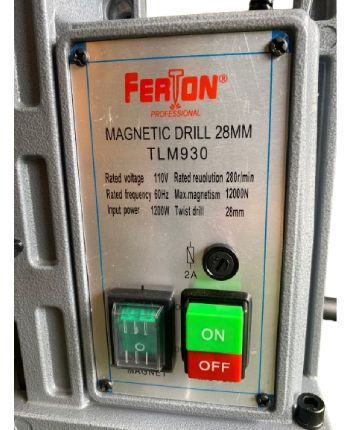 FERTON®
PROFESSIONAL
MAGNETIC DRILL 28MM
TLM930
Rated voltage 110V Rated reuolution 280r/min
Rated frequency 60Hz Max.magnetism 12000N
Input power 1200W Twist drill 28mm
2A
ON
OFF
MAGNET